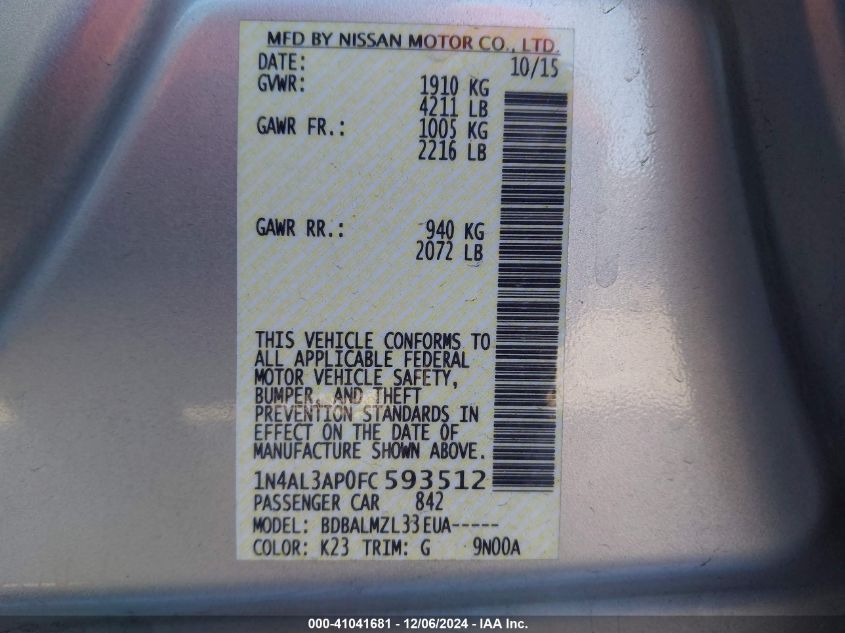 MFD BY NISSAN MOTOR CO., LTD.
DATE: 10/15
GVWR: 1910 KG
4211 LB
GAWR FR.: 1005 KG
2216 LB
GAWR RR.: 940 KG
2072 LB
THIS VEHICLE CONFORMS TO
ALL APPLICABLE FEDERAL
MOTOR VEHICLE SAFETY,
BUMPER, AND THEFT
PREVENTION STANDARDS IN
EFFECT ON THE DATE OF
MANUFACTURE SHOWN ABOVE.
1N4AL3AP0FC593512
PASSENGER CAR 842
MODEL: BDBALMZL33EUA-----
COLOR: K23 TRIM: G 9N00A
000-41041681 - 12/06/2024 - IAA Inc.